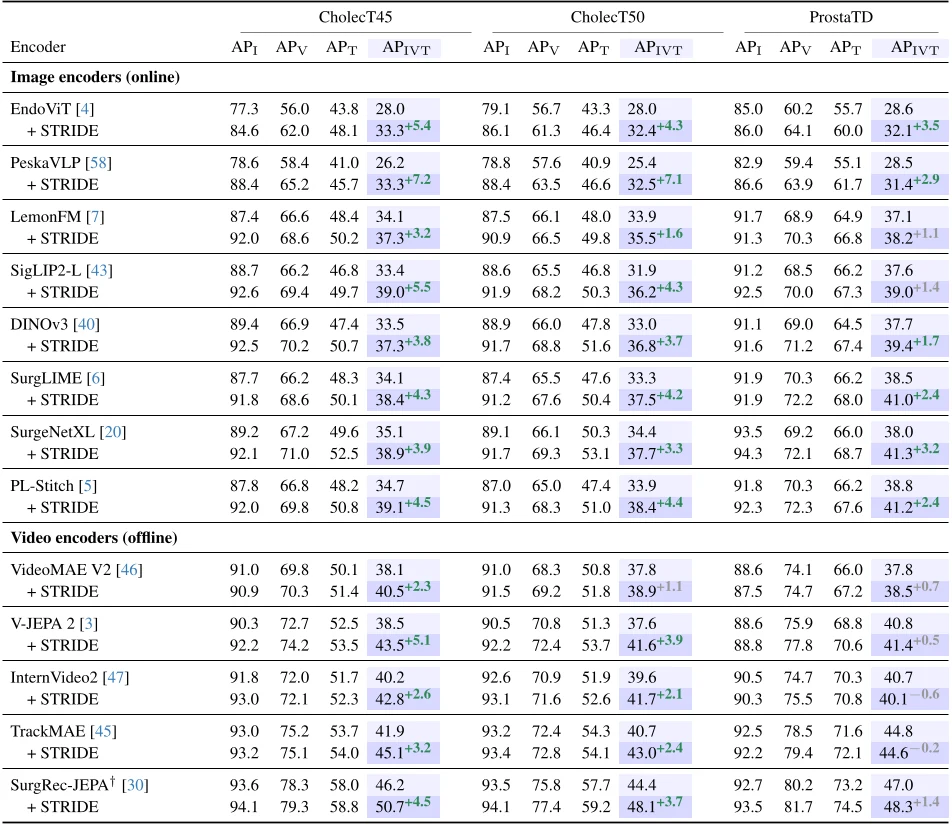 CholecT45 CholecT50 ProstaTD
Encoder AP_I AP_V AP_T AP_IVT AP_I AP_V AP_T AP_IVT AP_I AP_V AP_T AP_IVT
Image encoders (online)
EndoViT [4] 77.3 56.0 43.8 28.0 79.1 56.7 43.3 28.0 85.0 60.2 55.7 28.6
+ STRIDE 84.6 62.0 48.1 33.3+5.4 86.1 61.3 46.4 32.4+4.3 86.0 64.1 60.0 32.1+3.5
PeskaVLP [58] 78.6 58.4 41.0 26.2 78.8 57.6 40.9 25.4 82.9 59.4 55.1 28.5
+ STRIDE 88.4 65.2 45.7 33.3+7.2 88.4 63.5 46.6 32.5+7.1 86.6 63.9 61.7 31.4+2.9
LemonFM [7] 87.4 66.6 48.4 34.1 87.5 66.1 48.0 33.9 91.7 68.9 64.9 37.1
+ STRIDE 92.0 68.6 50.2 37.3+3.2 90.9 66.5 49.8 35.5+1.6 91.3 70.3 66.8 38.2+1.1
SigLIP2-L [43] 88.7 66.2 46.8 33.4 88.6 65.5 46.8 31.9 91.2 68.5 66.2 37.6
+ STRIDE 92.6 69.4 49.7 39.0+5.5 91.9 68.2 50.3 36.2+4.3 92.5 70.0 67.3 39.0+1.4
DINOv3 [40] 89.4 66.9 47.4 33.5 88.9 66.0 47.8 33.0 91.1 69.0 64.5 37.7
+ STRIDE 92.5 70.2 50.7 37.3+3.8 91.7 68.8 51.6 36.8+3.7 91.6 71.2 67.4 39.4+1.7
SurgLIME [6] 87.7 66.2 48.3 34.1 87.4 65.5 47.6 33.3 91.9 70.3 66.2 38.5
+ STRIDE 91.8 68.6 50.1 38.4+4.3 91.2 67.6 50.4 37.5+4.2 91.9 72.2 68.0 41.0+2.4
SurgeNetXL [20] 89.2 67.2 49.6 35.1 89.1 66.1 50.3 34.4 93.5 69.2 66.0 38.0
+ STRIDE 92.1 71.0 52.5 38.9+3.9 91.7 69.3 53.1 37.7+3.3 94.3 72.1 68.7 41.3+3.2
PL-Stitch [5] 87.8 66.8 48.2 34.7 87.0 65.0 47.4 33.9 91.8 70.3 66.2 38.8
+ STRIDE 92.0 69.8 50.8 39.1+4.5 91.3 68.3 51.0 38.4+4.4 92.3 72.3 67.6 41.2+2.4
Video encoders (offline)
VideoMAE V2 [46] 91.0 69.8 50.1 38.1 91.0 68.3 50.8 37.8 88.6 74.1 66.0 37.8
+ STRIDE 90.9 70.3 51.4 40.5+2.3 91.5 69.2 51.8 38.9+1.1 87.5 74.7 67.2 38.5+0.7
V-JEPA 2 [3] 90.3 72.7 52.5 38.5 90.5 70.8 51.3 37.6 88.6 75.9 68.8 40.8
+ STRIDE 92.2 74.2 53.5 43.5+5.1 92.2 72.4 53.7 41.6+3.9 88.8 77.8 70.6 41.4+0.5
InternVideo2 [47] 91.8 72.0 51.7 40.2 92.6 70.9 51.9 39.6 90.5 74.7 70.3 40.7
+ STRIDE 93.0 72.1 52.3 42.8+2.6 93.1 71.6 52.6 41.7+2.1 90.3 75.5 70.8 40.1−0.6
TrackMAE [45] 93.0 75.2 53.7 41.9 93.2 72.4 54.3 40.7 92.5 78.5 71.6 44.8
+ STRIDE 93.2 75.1 54.0 45.1+3.2 93.4 72.8 54.1 43.0+2.4 92.2 79.4 72.1 44.6−0.2
SurgRec-JEPA† [30] 93.6 78.3 58.0 46.2 93.5 75.8 57.7 44.4 92.7 80.2 73.2 47.0
+ STRIDE 94.1 79.3 58.8 50.7+4.5 94.1 77.4 59.2 48.1+3.7 93.5 81.7 74.5 48.3+1.4